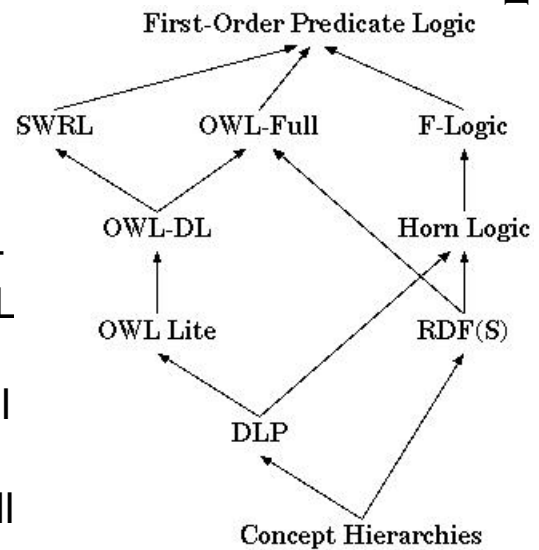 First-Order Predicate Logic
SWRL OWL-Full F-Logic
OWL-DL Horn Logic
L
OWL Lite RDF(S)
DLP
Concept Hierarchies